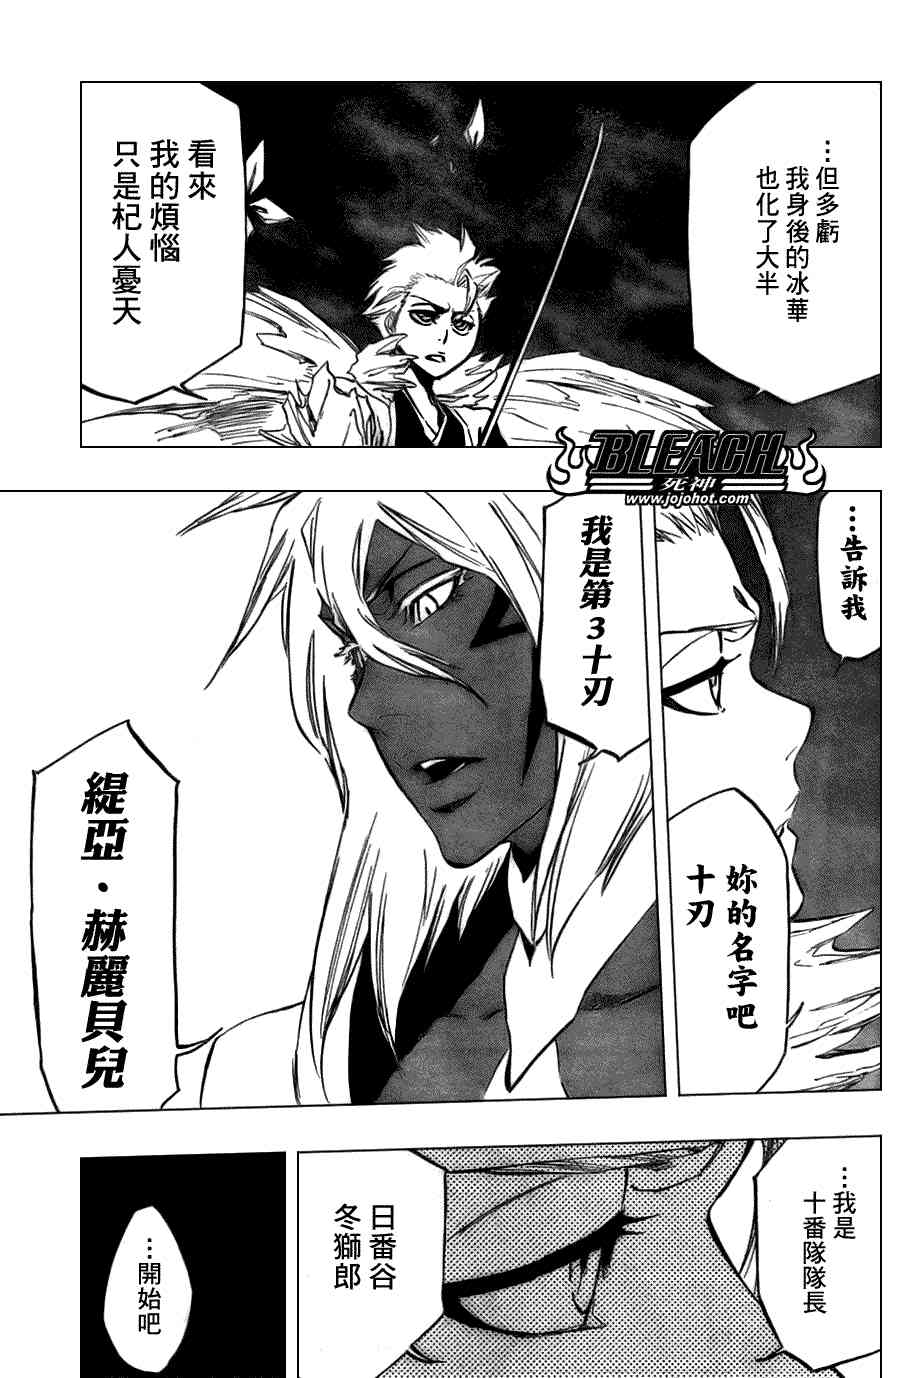 …但多虧
我身後的冰華
也化了大半
看來
我的煩惱
只是杞人憂天
BLEACH
死神
www.jojohot.com
…告訴我
妳的名字吧
十刃
我是第3十刃
緹亞·赫麗貝兒
…我是
十番隊隊長
日番谷
冬獅郎
…開始吧